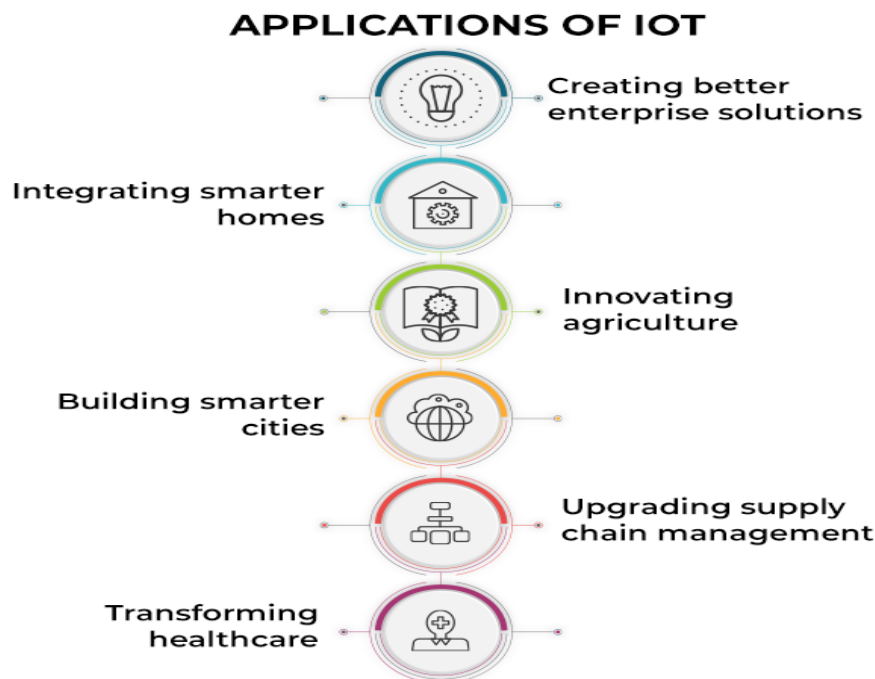 APPLICATIONS OF IOT
Creating better
enterprise solutions
Integrating smarter
homes
Innovating
agriculture
Building smarter
cities
Upgrading supply
chain management
Transforming
healthcare